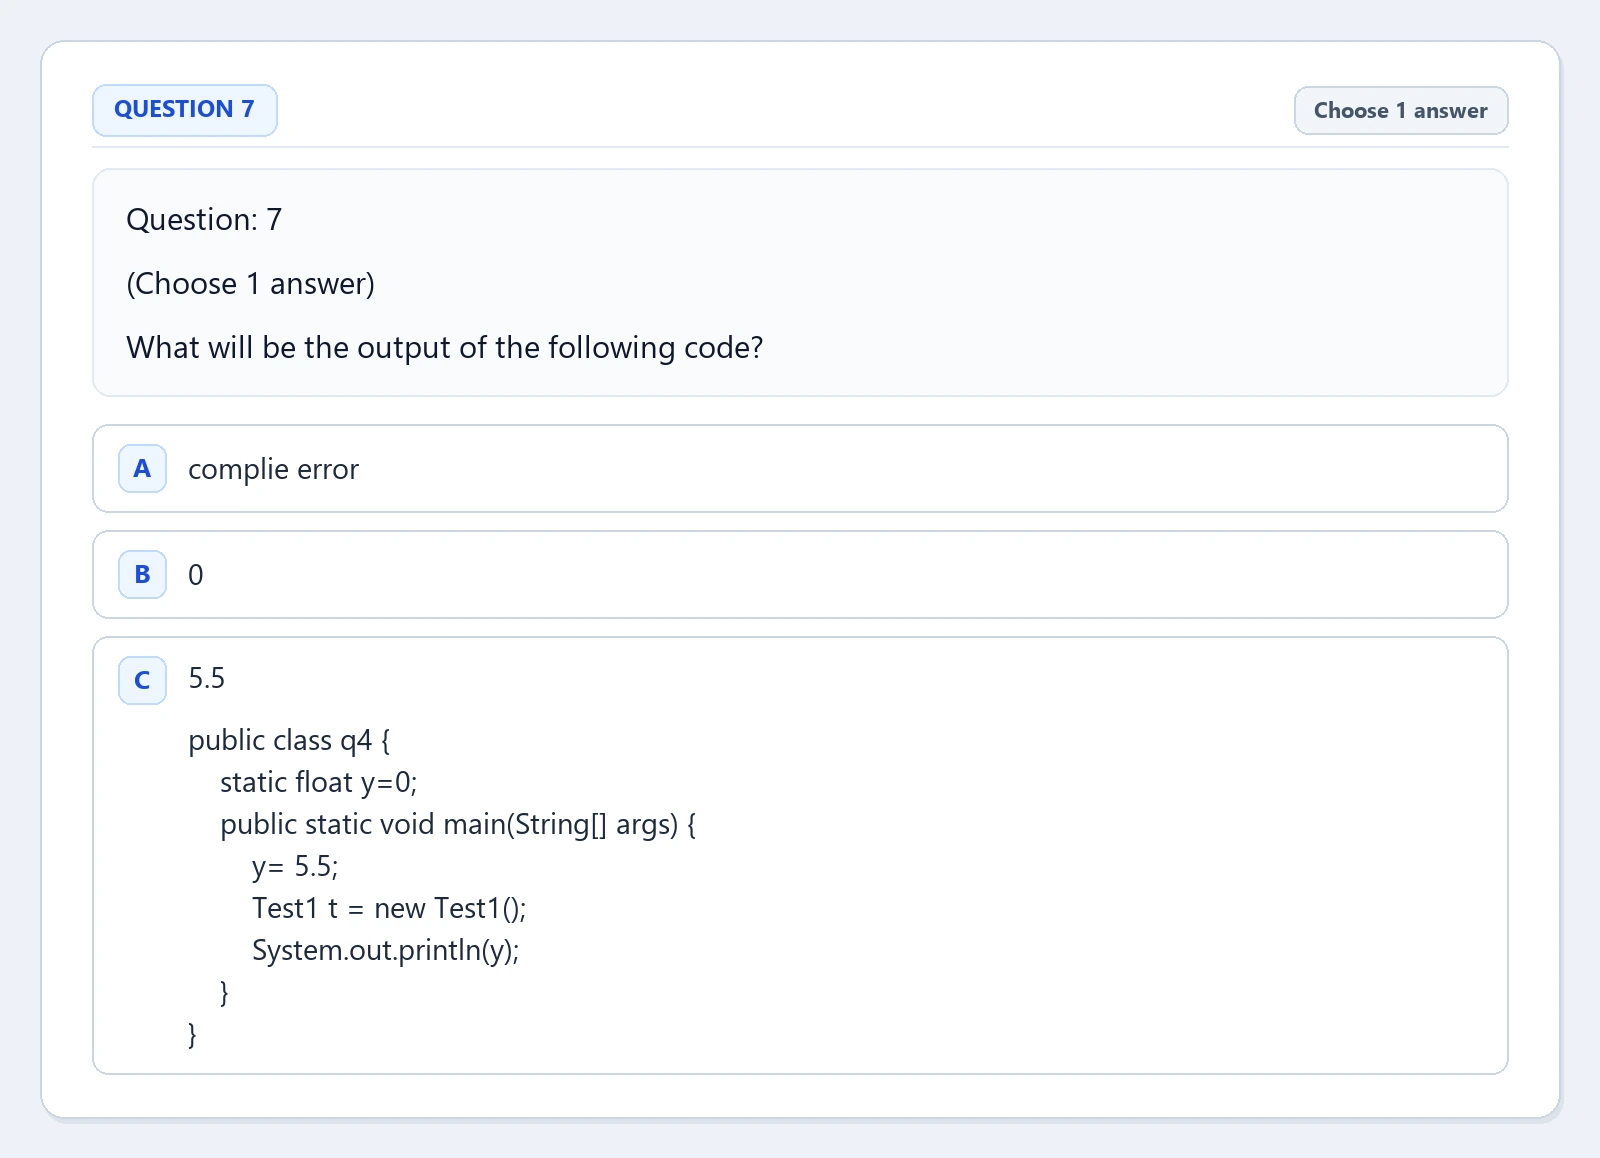 QUESTION 7
Choose 1 answer
Question: 7
(Choose 1 answer)
What will be the output of the following code?
A complie error
B 0
C 5.5
public class q4 {
static float y=0;
public static void main(String[] args) {
y= 5.5;
Test1 t = new Test1();
System.out.println(y);
}
}